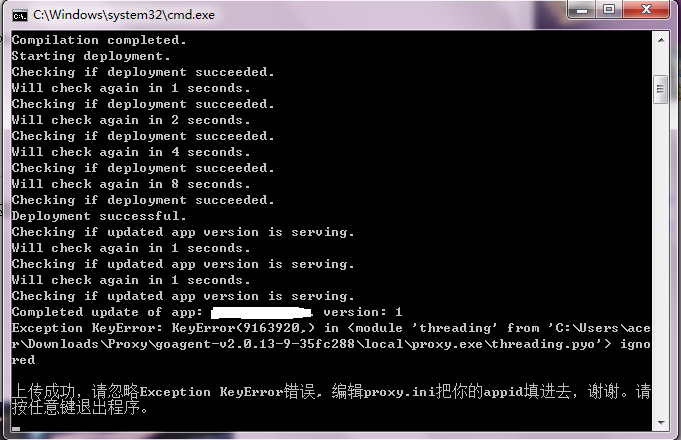 C:\Windows\system32\cmd.exe
Compilation completed.
Starting deployment.
Checking if deployment succeeded.
Will check again in 1 seconds.
Checking if deployment succeeded.
Will check again in 2 seconds.
Checking if deployment succeeded.
Will check again in 4 seconds.
Checking if deployment succeeded.
Will check again in 8 seconds.
Checking if deployment succeeded.
Deployment successful.
Checking if updated app version is serving.
Will check again in 1 seconds.
Checking if updated app version is serving.
Will check again in 1 seconds.
Checking if updated app version is serving.
Completed update of app: , version: 1
Exception KeyError: KeyError(9163920,) in <module 'threading' from 'C:\Users\ace
r\Downloads\Proxy\goagent-v2.0.13-9-35fc288\local\proxy.exe\threading.pyo'> igno
red
上传成功，请忽略Exception KeyError错误, 编辑proxy.ini把你的appid填进去，谢谢。请
按任意键退出程序。